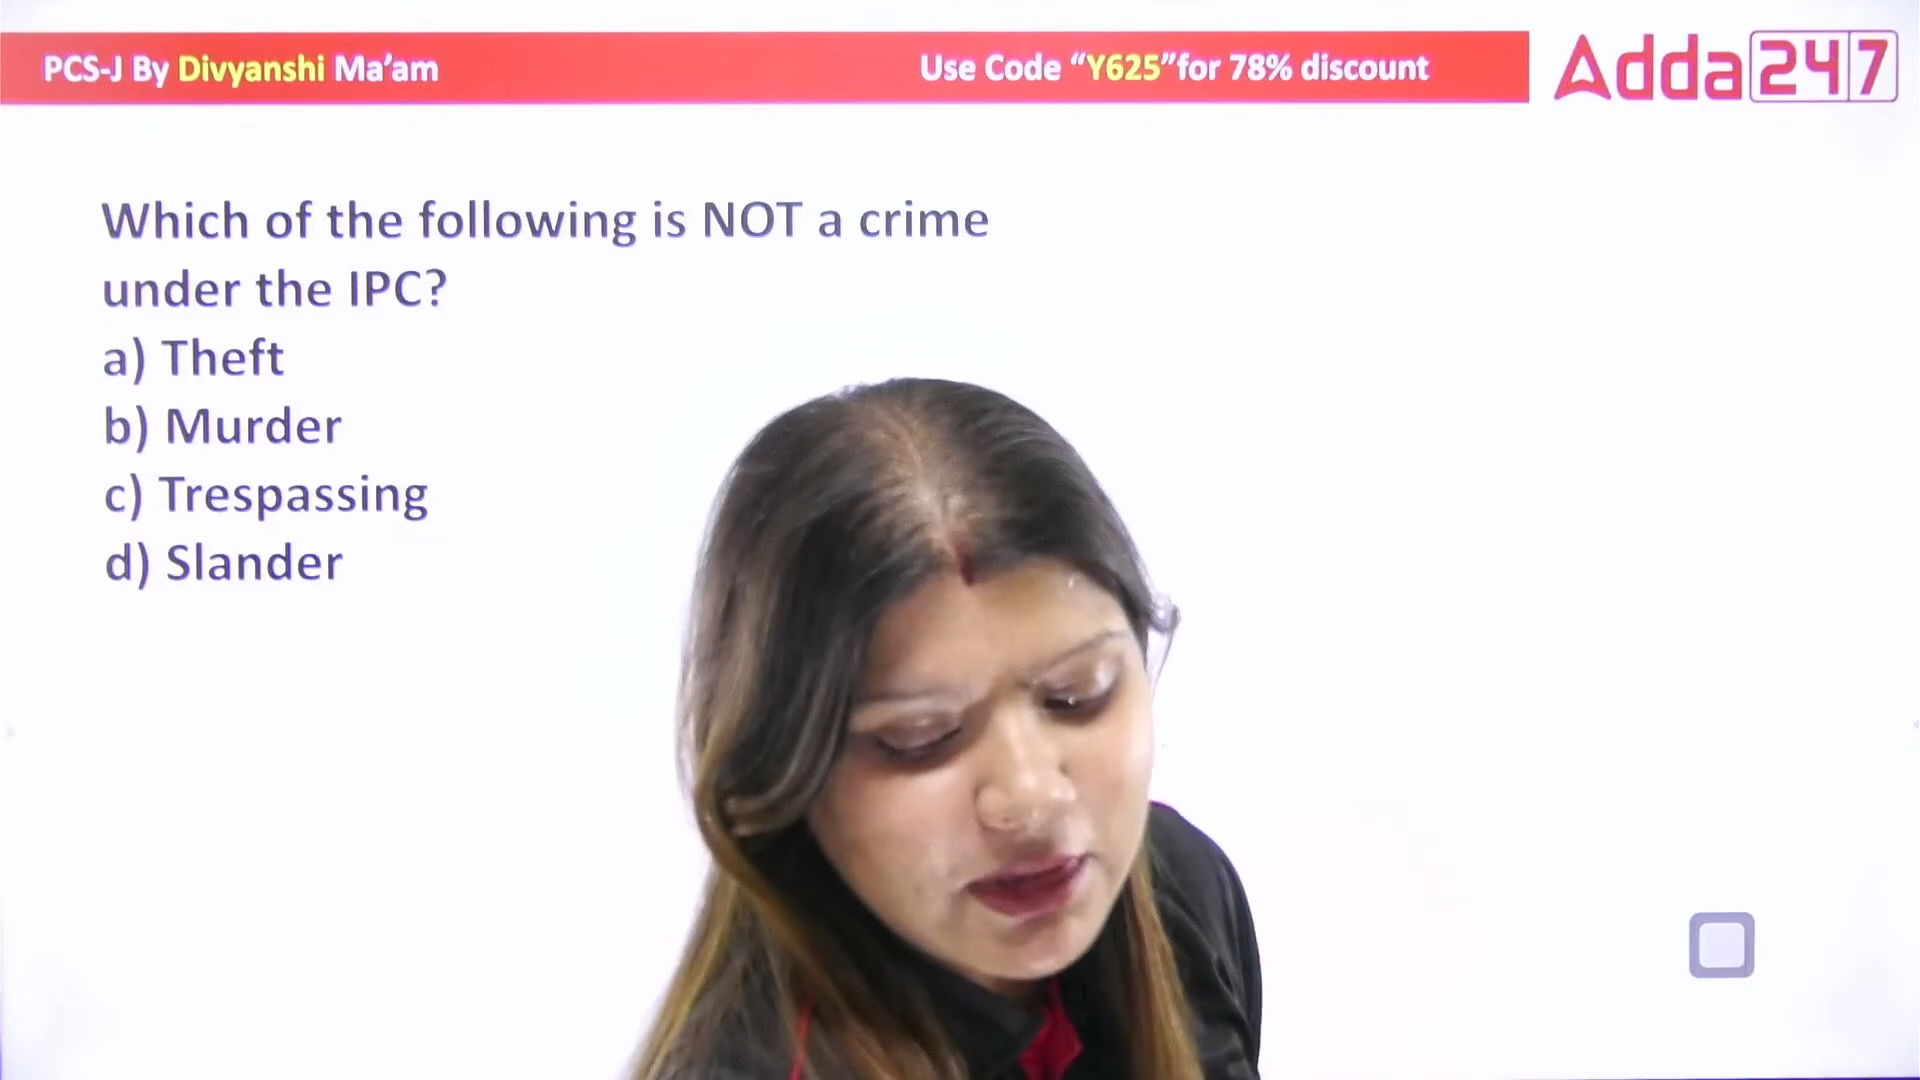 PCS-J By Divyanshi Ma’am
Use Code “Y625”for 78% discount
Adda247
Which of the following is NOT a crime
under the IPC?
a) Theft
b) Murder
c) Trespassing
d) Slander